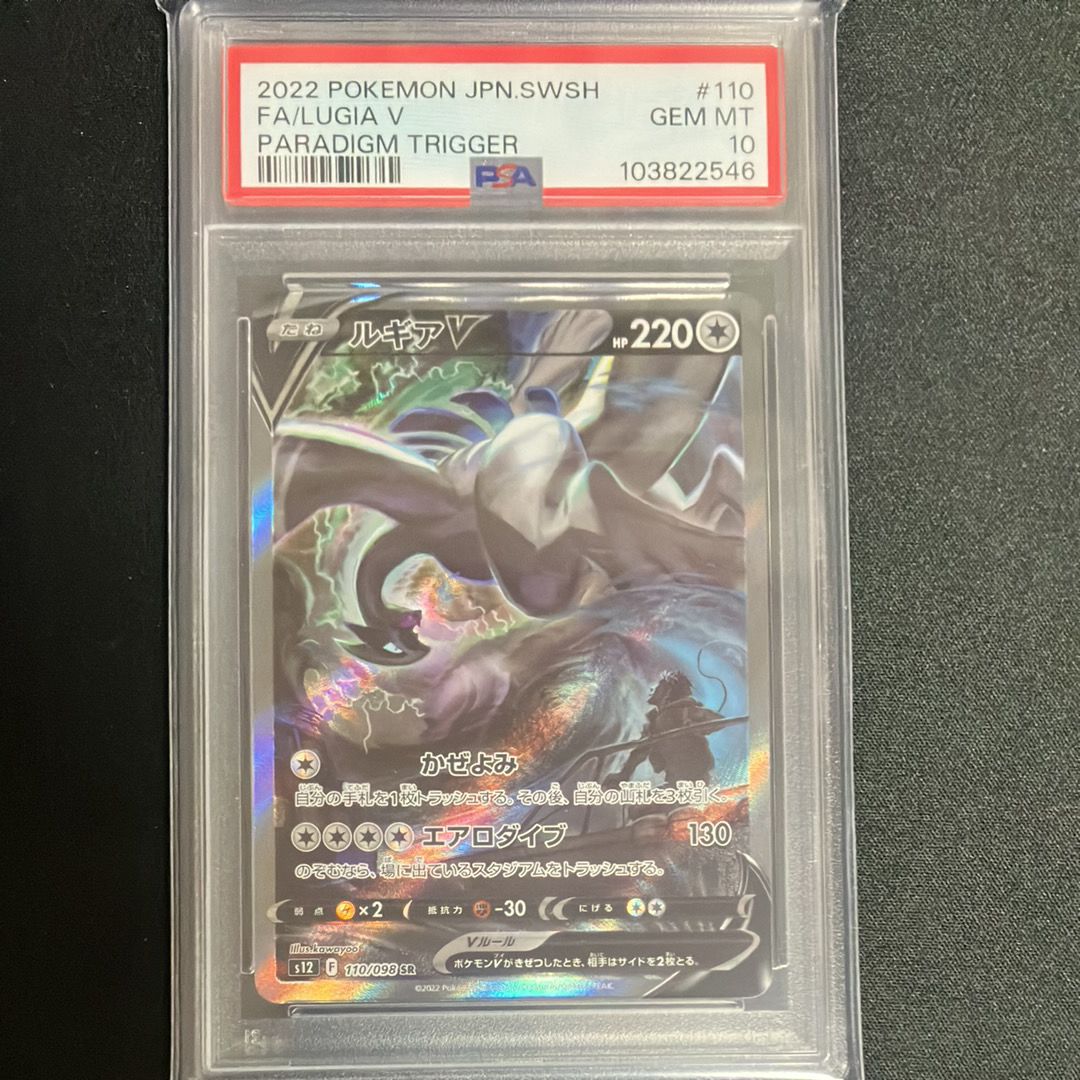 2022 POKEMON JPN.SWSH #110
FA/LUGIA V GEM MT
PARADIGM TRIGGER 10
PSA 103822546
たね ルギアV HP 220
かぜよみ
自分の手札を1枚トラッシュする。その後、自分の山札を3枚引く。
エアロダイブ 130
のぞむなら、場に出ているスタジアムをトラッシュする。
弱点 ×2 抵抗力 -30 にげる
Vルール
ポケモンVがきぜつしたとき、相手はサイドを2枚とる。
Illus.kawayoo
s12 F 110/098 SR
©2022